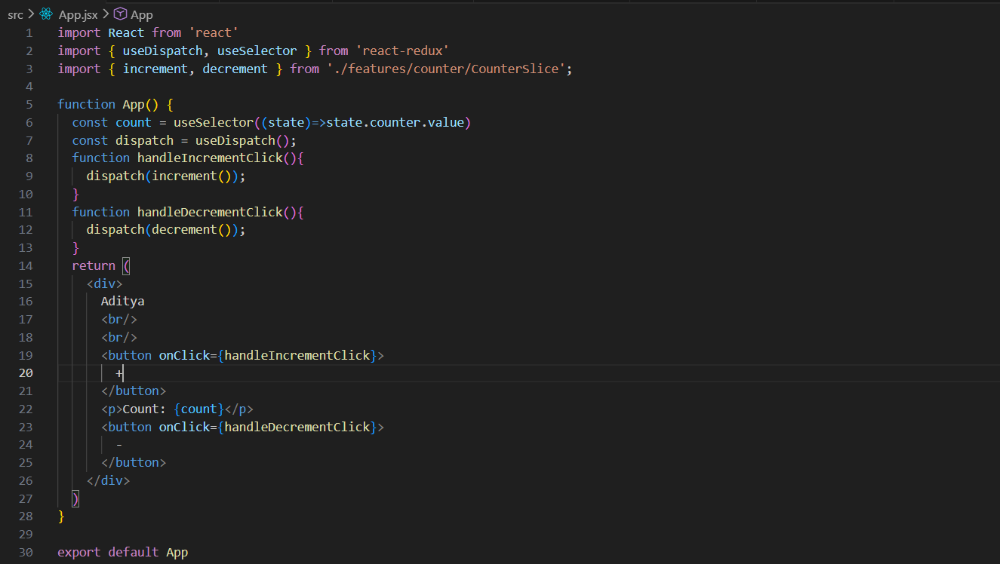 src > App.jsx > App
1 import React from 'react'
2 import { useDispatch, useSelector } from 'react-redux'
3 import { increment, decrement } from './features/counter/CounterSlice';
4
5 function App() {
6   const count = useSelector((state)=>state.counter.value)
7   const dispatch = useDispatch();
8   function handleIncrementClick(){
9     dispatch(increment());
10   }
11   function handleDecrementClick(){
12     dispatch(decrement());
13   }
14   return (
15     <div>
16       Aditya
17       <br/>
18       <br/>
19       <button onClick={handleIncrementClick}>
20         +
21       </button>
22       <p>Count: {count}</p>
23       <button onClick={handleDecrementClick}>
24         -
25       </button>
26     </div>
27   )
28 }
29
30 export default App